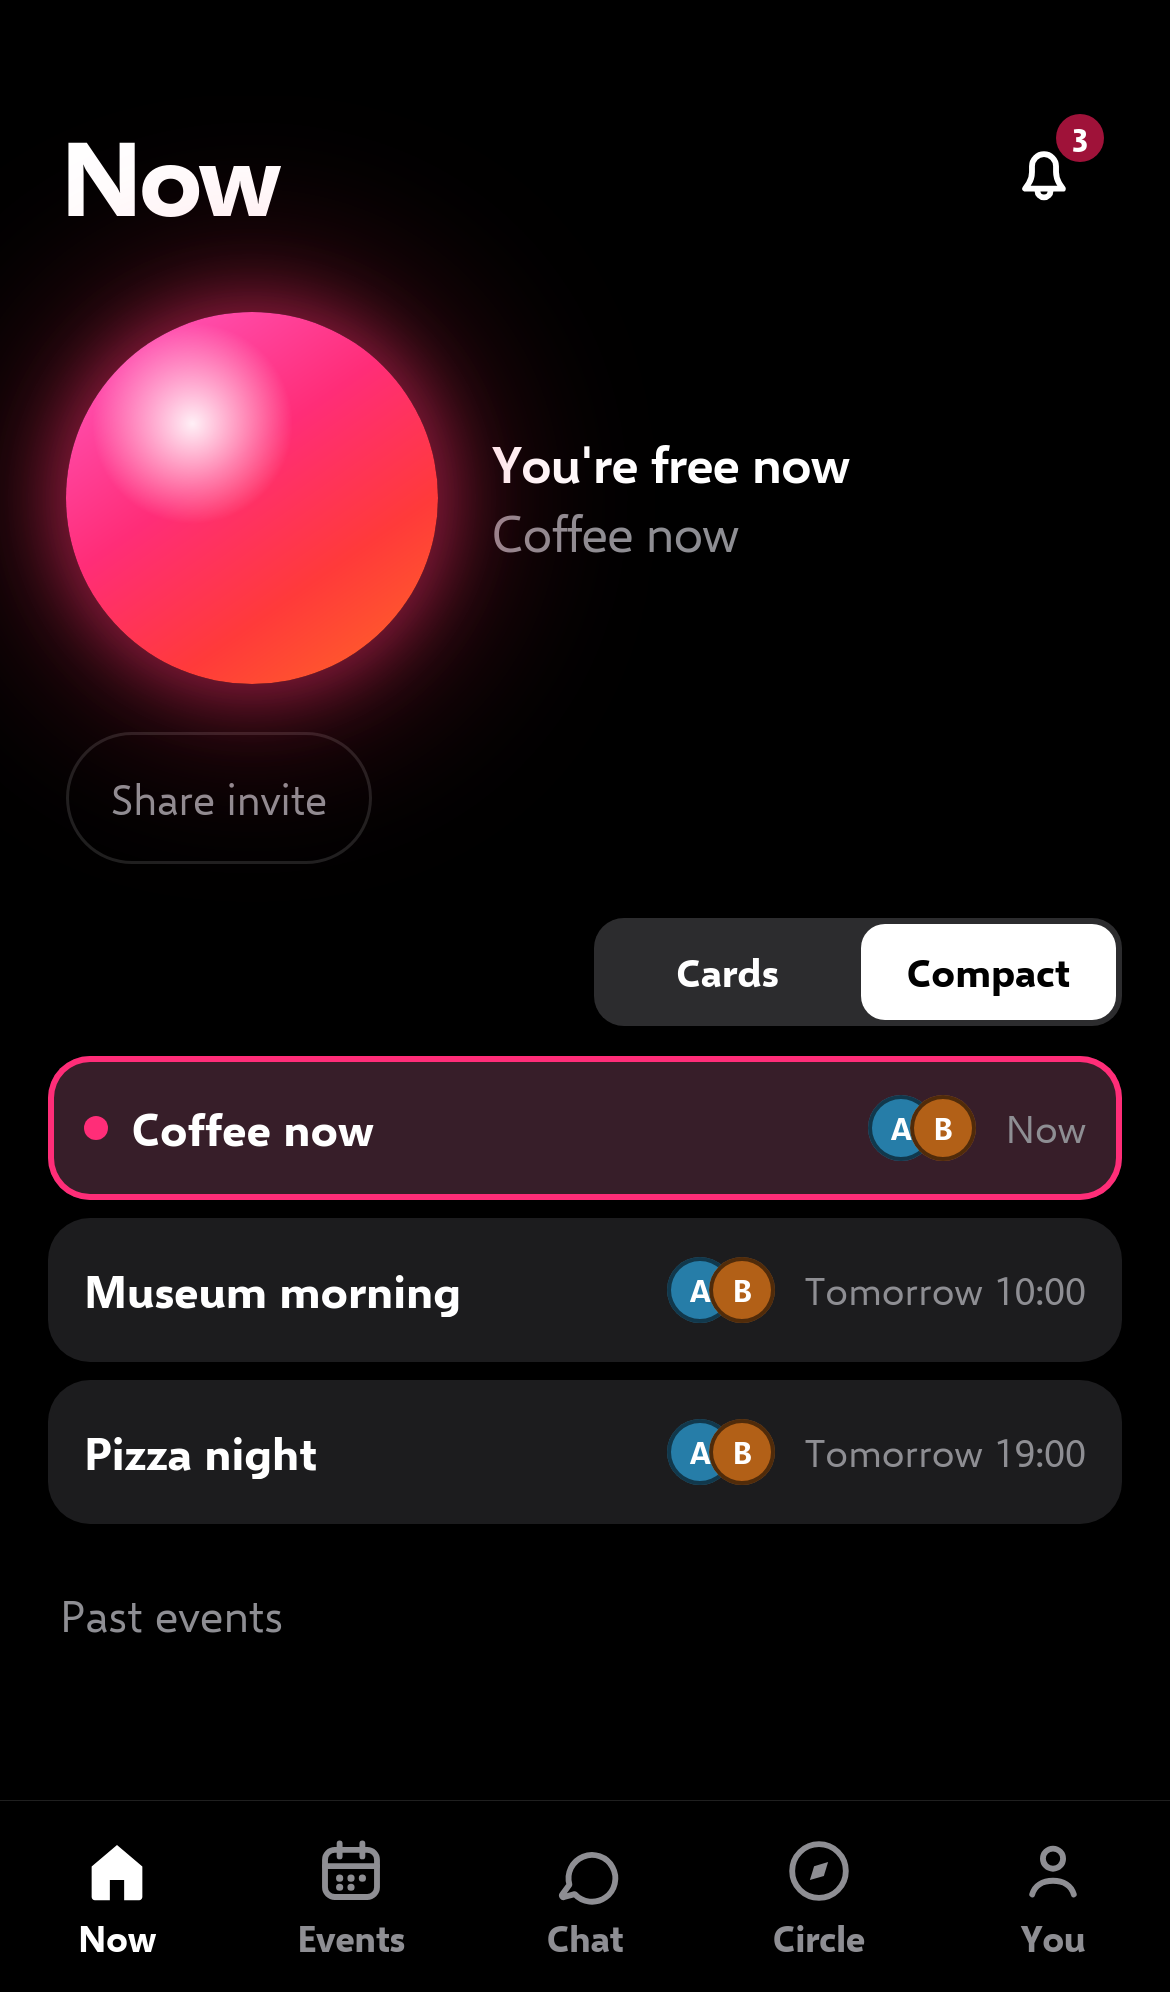 Now
3
You're free now
Coffee now
Share invite
Cards Compact
Coffee now A B Now
Museum morning A B Tomorrow 10:00
Pizza night A B Tomorrow 19:00
Past events
Now Events Chat Circle You